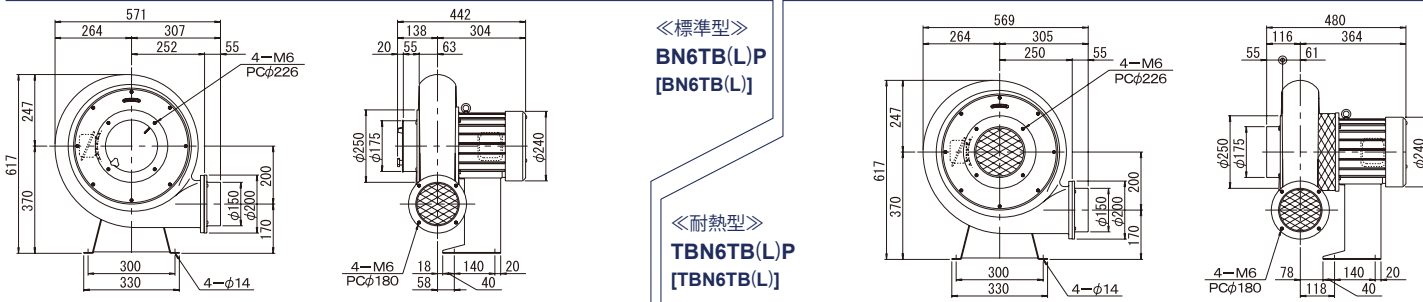 571
264
307
252
55
4-M6
PCφ226
247
617
370
200
φ150
φ200
170
300
330
4-φ14
442
138
304
20
55
63
φ250
φ175
φ240
4-M6
PCφ180
18
140
20
58
40
≪標準型≫
BN6TB(L)P
[BN6TB(L)]
≪耐熱型≫
TBN6TB(L)P
[TBN6TB(L)]
569
264
305
250
55
4-M6
PCφ226
247
617
370
200
φ150
φ200
170
300
330
4-φ14
480
116
364
55
61
φ250
φ175
φ240
4-M6
PCφ180
78
140
20
118
40